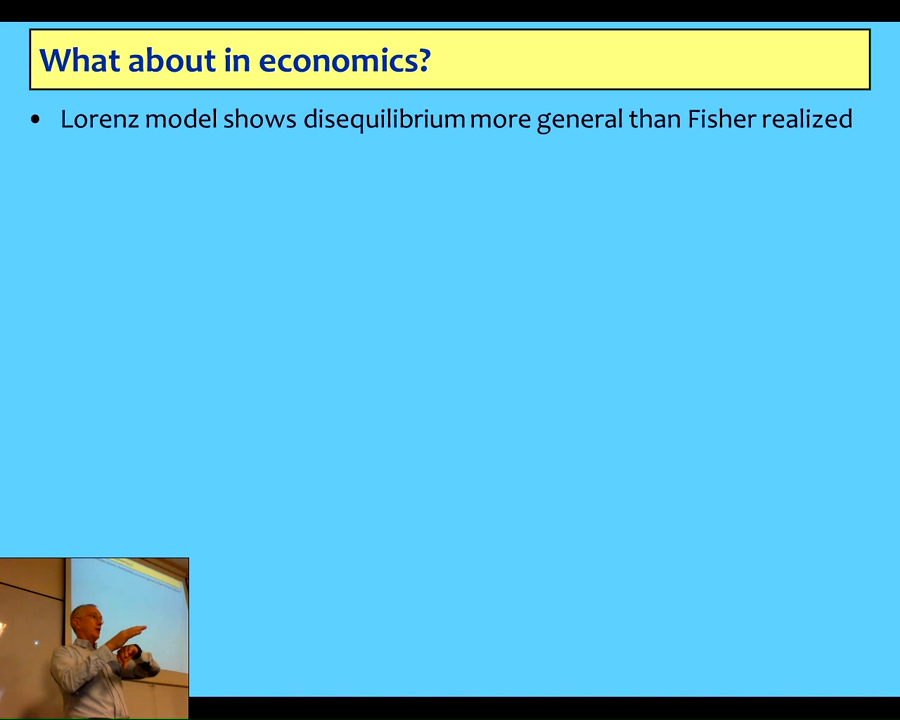 What about in economics?
• Lorenz model shows disequilibrium more general than Fisher realized